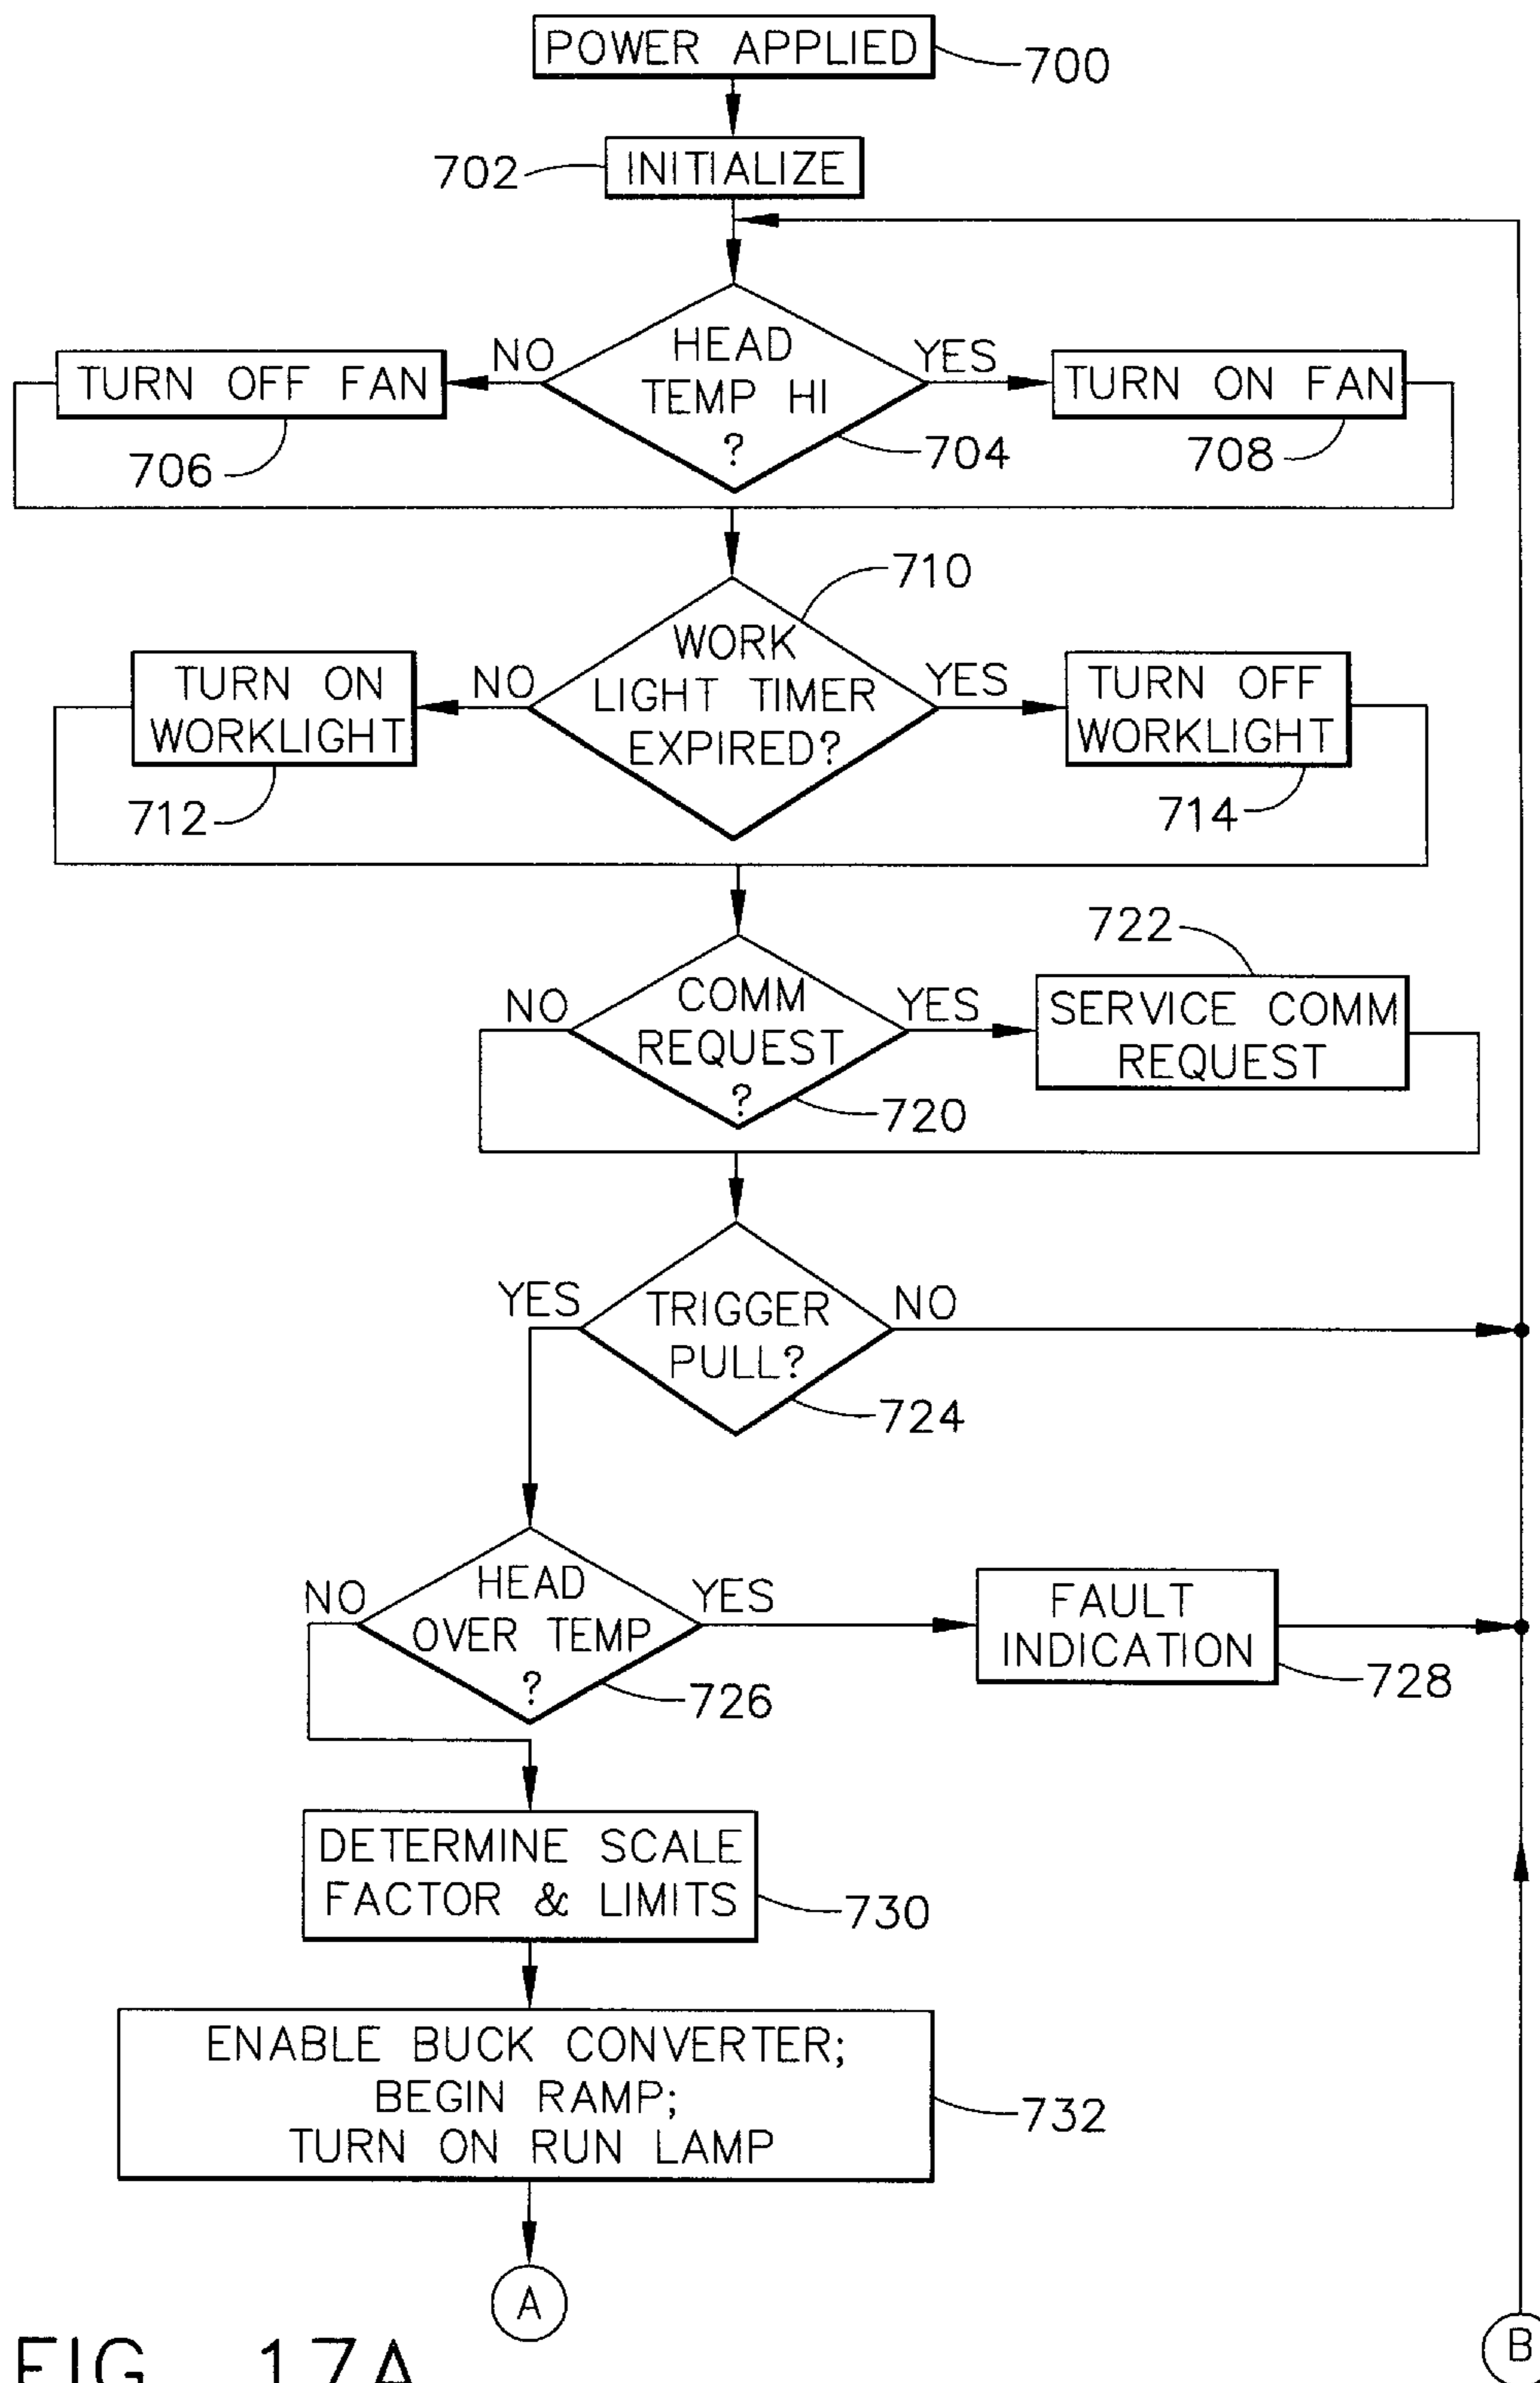 POWER APPLIED
700
702
INITIALIZE
HEAD
TEMP HI
?
NO
YES
TURN OFF FAN
TURN ON FAN
706
704
708
710
WORK
LIGHT TIMER
EXPIRED?
NO
YES
TURN ON
WORKLIGHT
TURN OFF
WORKLIGHT
712
714
722
COMM
REQUEST
?
NO
YES
SERVICE COMM
REQUEST
720
YES
TRIGGER
PULL?
NO
724
NO
HEAD
OVER TEMP
?
YES
FAULT
INDICATION
726
728
DETERMINE SCALE
FACTOR & LIMITS
730
ENABLE BUCK CONVERTER;
BEGIN RAMP;
TURN ON RUN LAMP
732
A
B
FIG. 17A